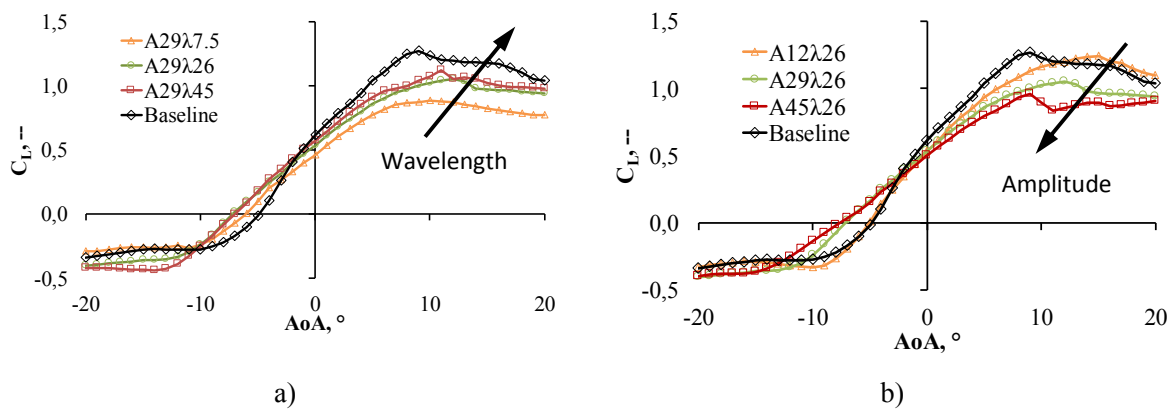 1,5
1,0
0,5
0,0
-0,5
C_L, --
A29λ7.5
A29λ26
A29λ45
Baseline
Wavelength
-20
-10
0
10
20
AoA, °
a)
1,5
1,0
0,5
0,0
-0,5
C_L, --
A12λ26
A29λ26
A45λ26
Baseline
Amplitude
-20
-10
0
10
20
AoA, °
b)